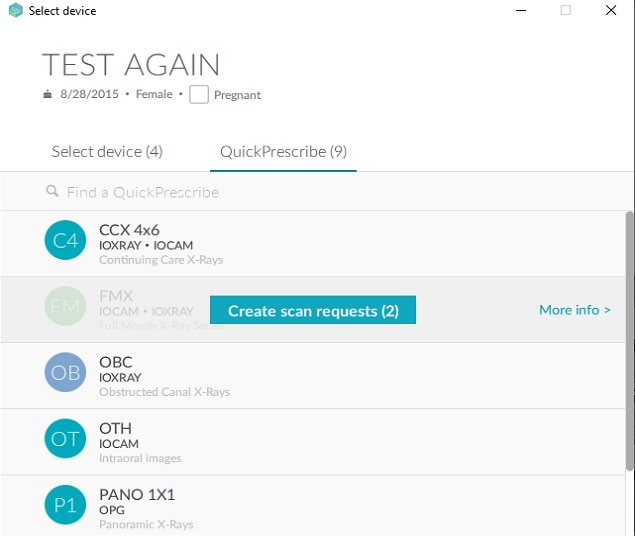 Select device
TEST AGAIN
8/28/2015 • Female • Pregnant
Select device (4) QuickPrescribe (9)
Find a QuickPrescribe
C4
CCX 4x6
IOXRAY • IOCAM
Continuing Care X-Rays
FM
FMX
IOCAM • IOXRAY
Full Mouth X-Ray Series
Create scan requests (2)
More info >
OB
OBC
IOXRAY
Obstructed Canal X-Rays
OT
OTH
IOCAM
Intraoral images
P1
PANO 1X1
OPG
Panoramic X-Rays